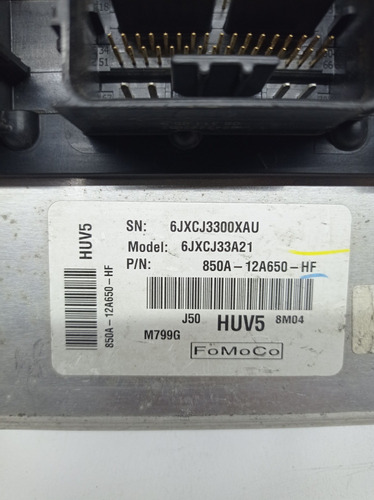 SN: 6JXCJ3300XAU
Model: 6JXCJ33A21
P/N: 850A-12A650-HF
J50 HUV5 8M04
M799G
FoMoCo
HUV5
850A-12A650-HF